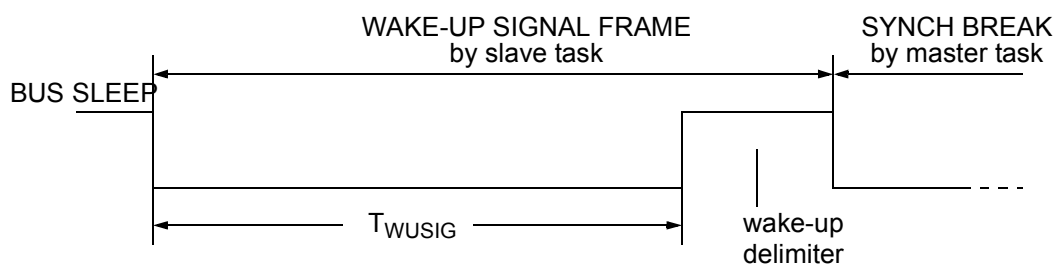 WAKE-UP SIGNAL FRAME
by slave task
SYNCH BREAK
by master task
BUS SLEEP
TWUSIG
wake-up
delimiter